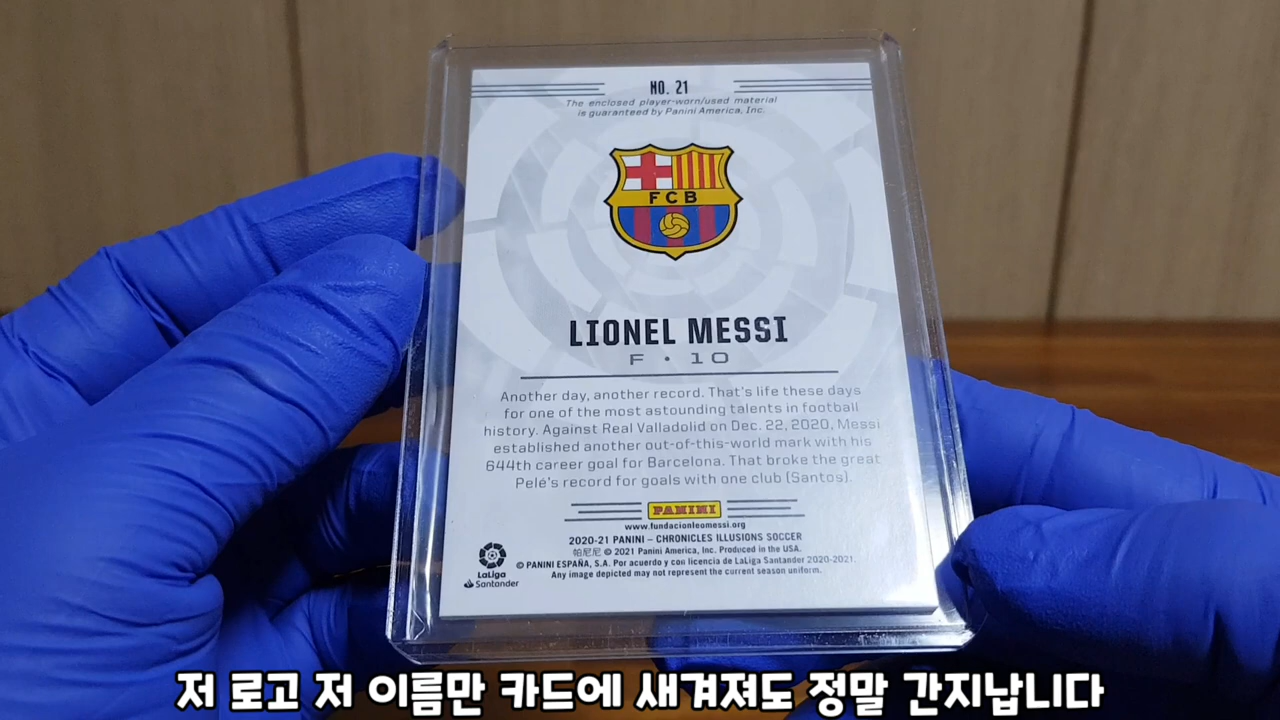 NO. 21
The enclosed player-worn/used material
is guaranteed by Panini America, Inc.
FCB
LIONEL MESSI
F • 10
Another day, another record. That's life these days
for one of the most astounding talents in football
history. Against Real Valladolid on Dec. 22, 2020, Messi
established another out-of-this-world mark with his
644th career goal for Barcelona. That broke the great
Pelé's record for goals with one club (Santos).
PANINI
www.fundacionleomessi.org
2020-21 PANINI – CHRONICLES ILLUSIONS SOCCER
帕尼尼 © 2021 Panini America, Inc. Produced in the USA.
© PANINI ESPAÑA, S.A. Por acuerdo y con licencia de LaLiga Santander 2020-2021.
Any image depicted may not represent the current season uniform.
LaLiga
Santander
저 로고 저 이름만 카드에 새겨져도 정말 간지납니다